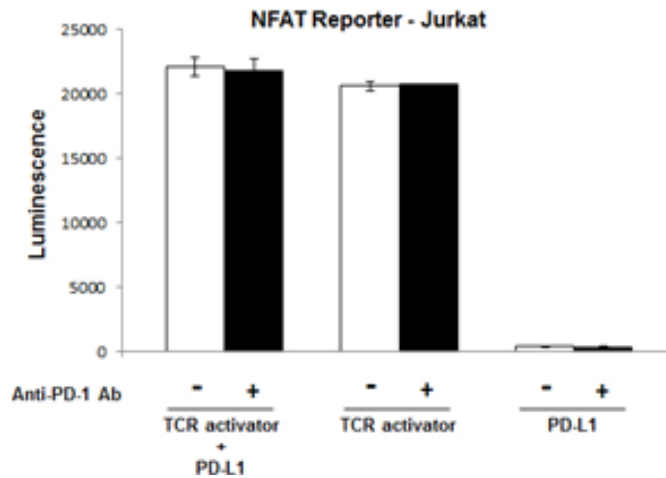 NFAT Reporter - Jurkat
Luminescence
25000
20000
15000
10000
5000
0
Anti-PD-1 Ab - + - + - +
TCR activator TCR activator PD-L1
+
PD-L1